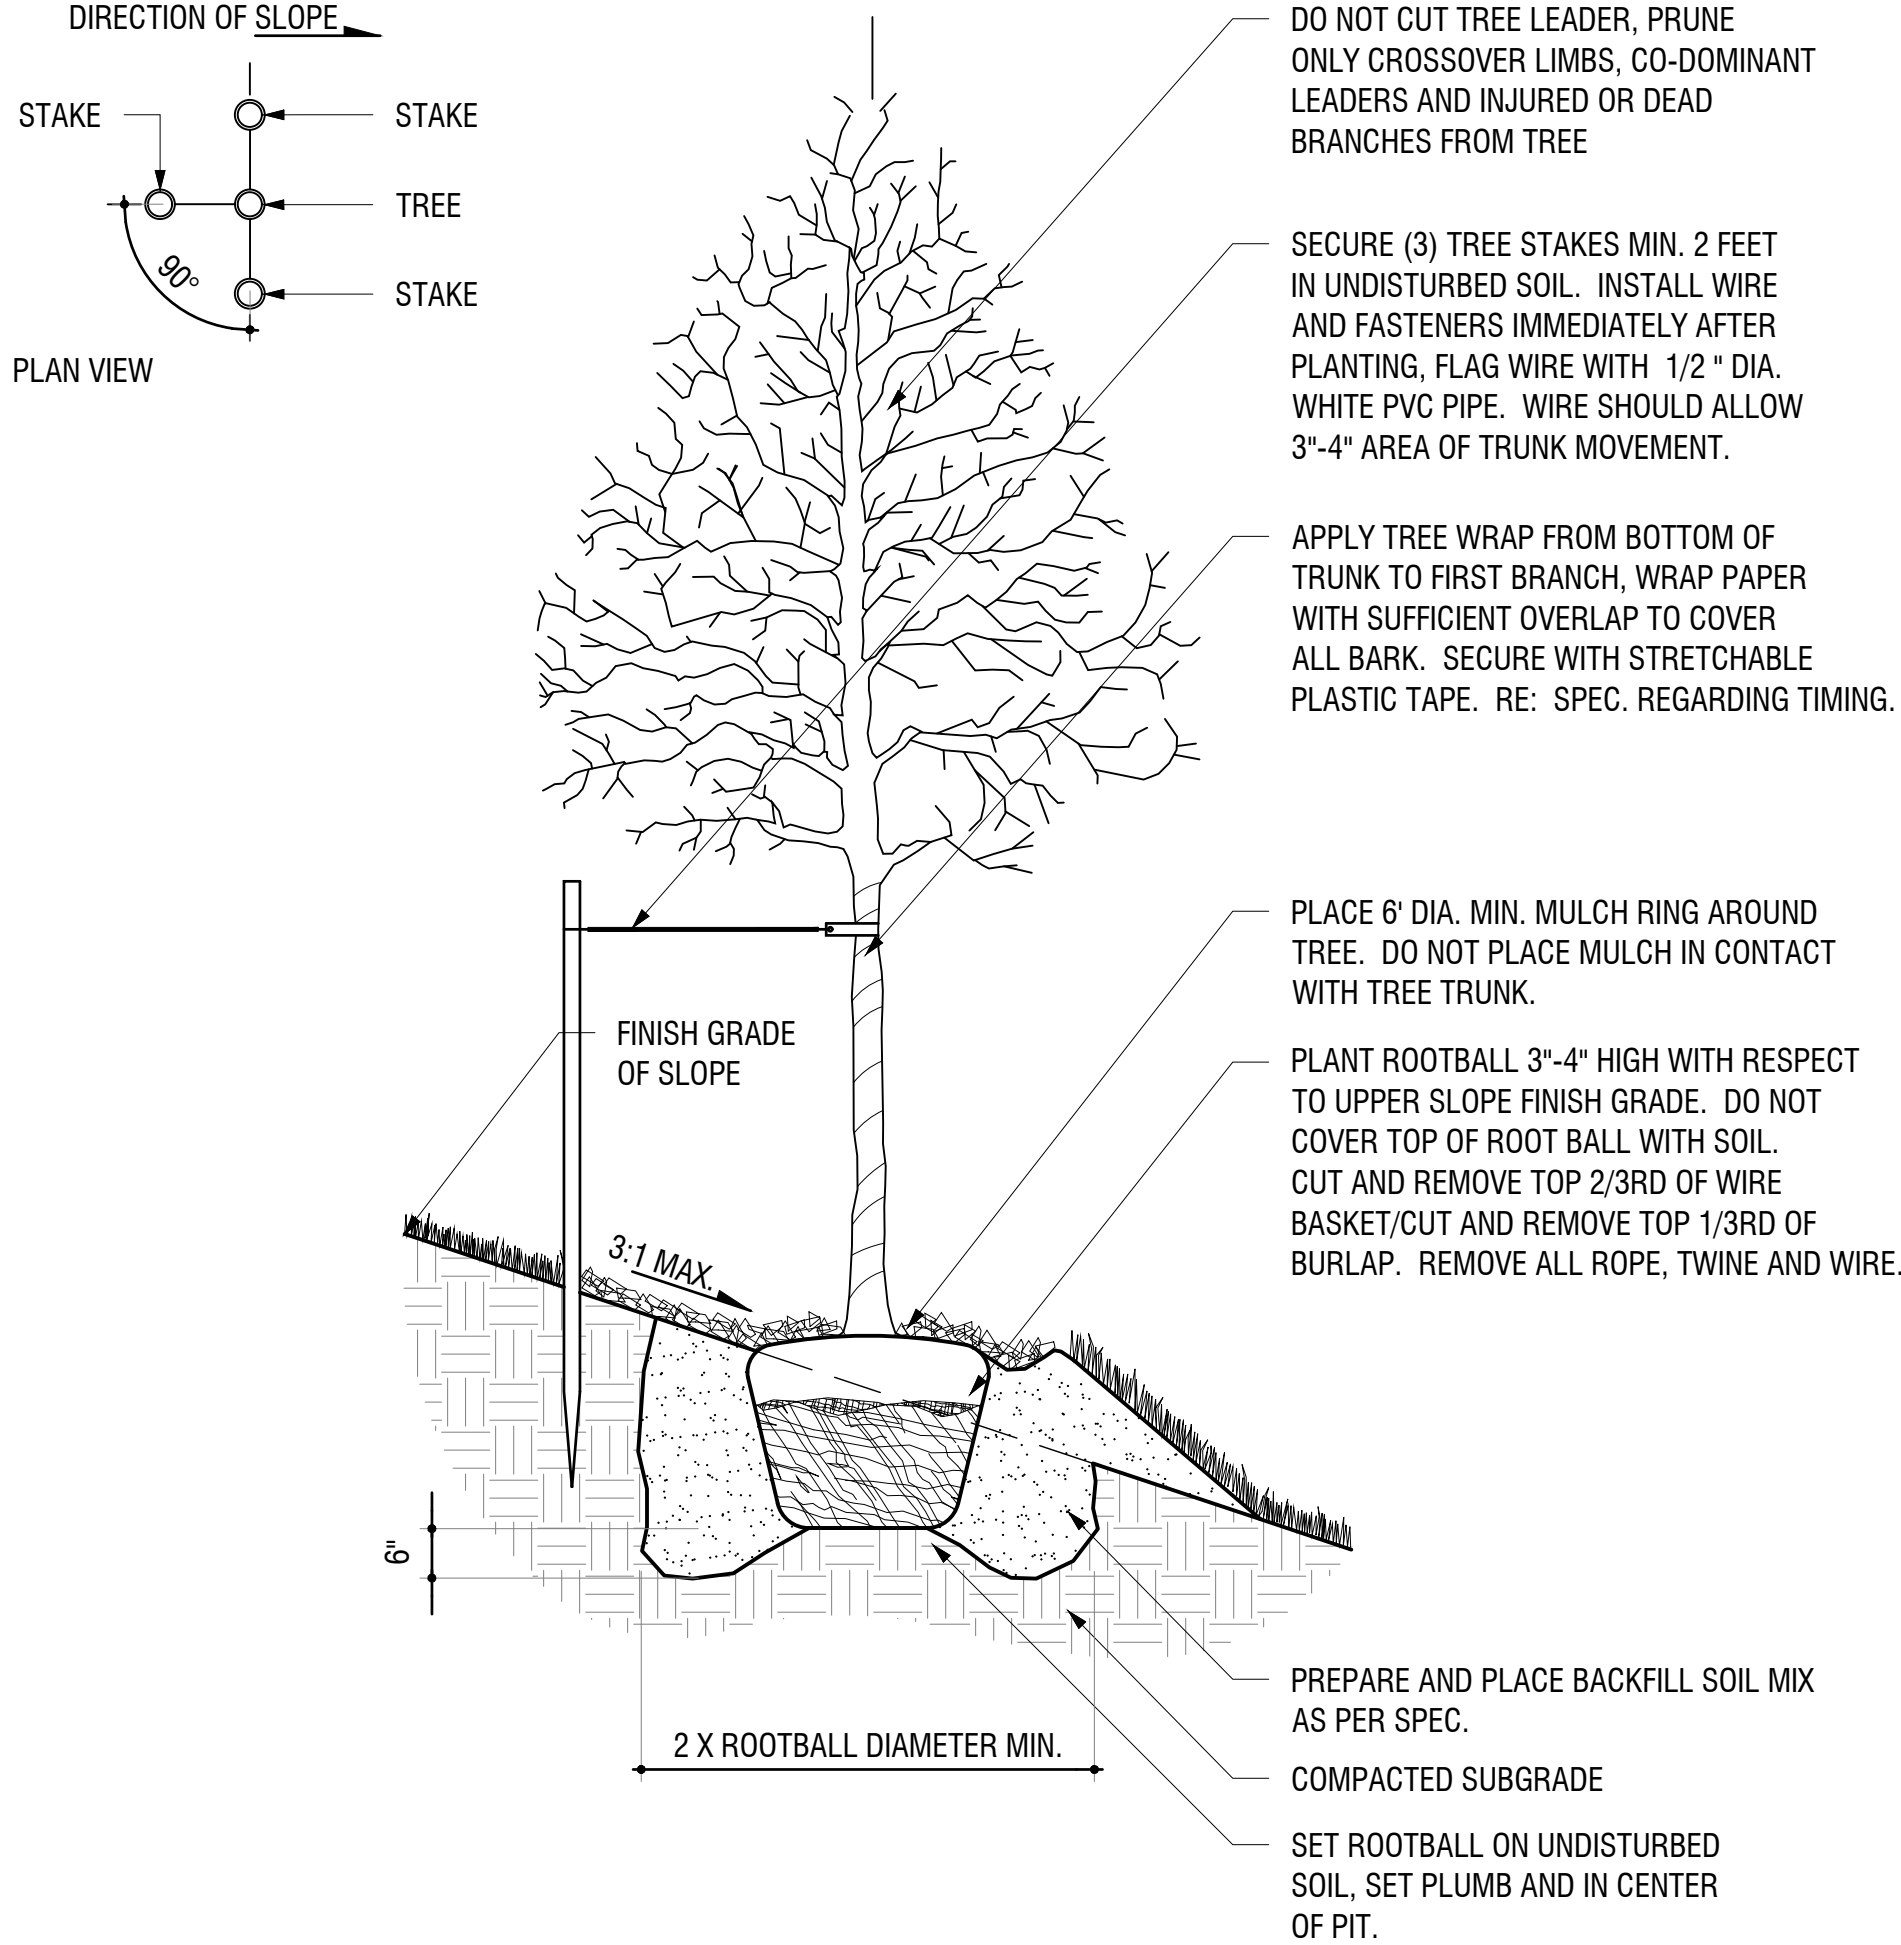 DIRECTION OF SLOPE
STAKE
STAKE
TREE
90°
STAKE
PLAN VIEW
DO NOT CUT TREE LEADER, PRUNE
ONLY CROSSOVER LIMBS, CO-DOMINANT
LEADERS AND INJURED OR DEAD
BRANCHES FROM TREE
SECURE (3) TREE STAKES MIN. 2 FEET
IN UNDISTURBED SOIL. INSTALL WIRE
AND FASTENERS IMMEDIATELY AFTER
PLANTING, FLAG WIRE WITH 1/2 " DIA.
WHITE PVC PIPE. WIRE SHOULD ALLOW
3"-4" AREA OF TRUNK MOVEMENT.
APPLY TREE WRAP FROM BOTTOM OF
TRUNK TO FIRST BRANCH, WRAP PAPER
WITH SUFFICIENT OVERLAP TO COVER
ALL BARK. SECURE WITH STRETCHABLE
PLASTIC TAPE. RE: SPEC. REGARDING TIMING.
PLACE 6' DIA. MIN. MULCH RING AROUND
TREE. DO NOT PLACE MULCH IN CONTACT
WITH TREE TRUNK.
FINISH GRADE
OF SLOPE
PLANT ROOTBALL 3"-4" HIGH WITH RESPECT
TO UPPER SLOPE FINISH GRADE. DO NOT
COVER TOP OF ROOT BALL WITH SOIL.
CUT AND REMOVE TOP 2/3RD OF WIRE
BASKET/CUT AND REMOVE TOP 1/3RD OF
BURLAP. REMOVE ALL ROPE, TWINE AND WIRE.
3:1 MAX.
6"
2 X ROOTBALL DIAMETER MIN.
PREPARE AND PLACE BACKFILL SOIL MIX
AS PER SPEC.
COMPACTED SUBGRADE
SET ROOTBALL ON UNDISTURBED
SOIL, SET PLUMB AND IN CENTER
OF PIT.